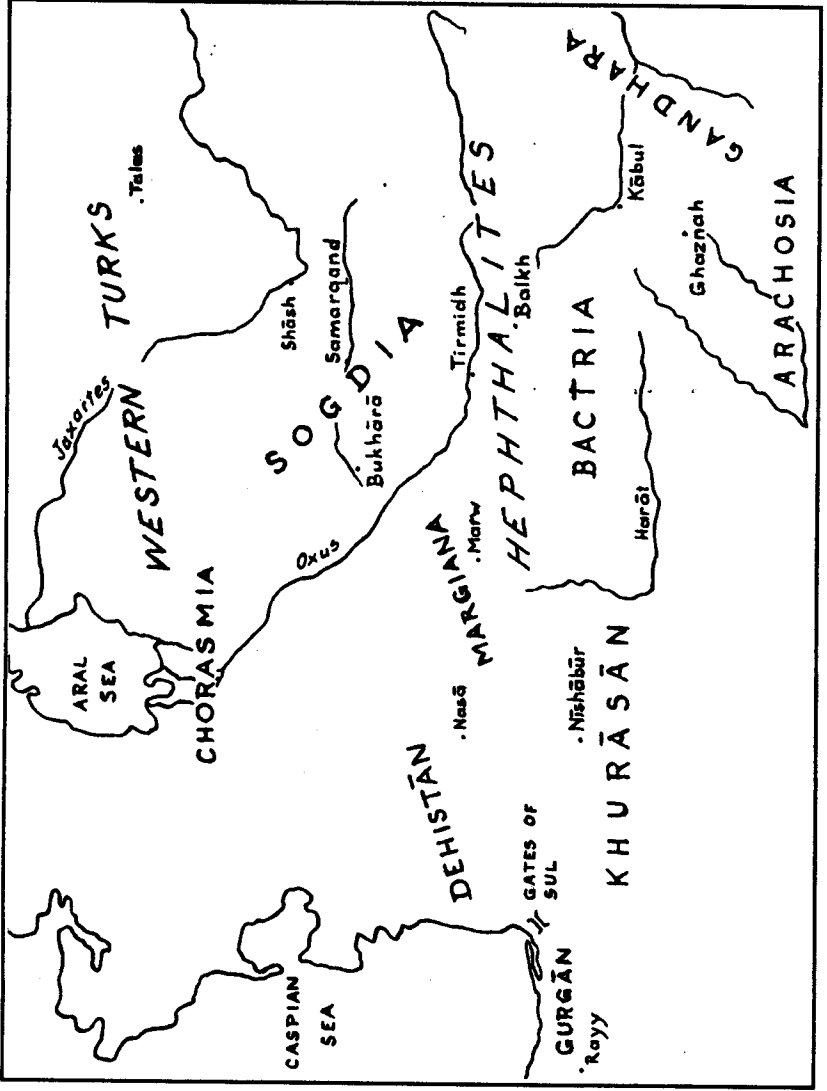 WESTERN TURKS
Talas
Jaxartes
ARAL
SEA
CHORASMIA
Shāsh
Samarqand
SOGDIA
Bukhārā
Oxus
CASPIAN
SEA
DEHISTĀN
Nasā
MARGIANA
Marw
Tirmidh
HEPHTHALITES
Balkh
BACTRIA
GATES OF
SUL
GURGĀN
Rayy
Nishābūr
KHURĀSĀN
Harāt
Kābul
GANDHARA
Ghaznah
ARACHOSIA